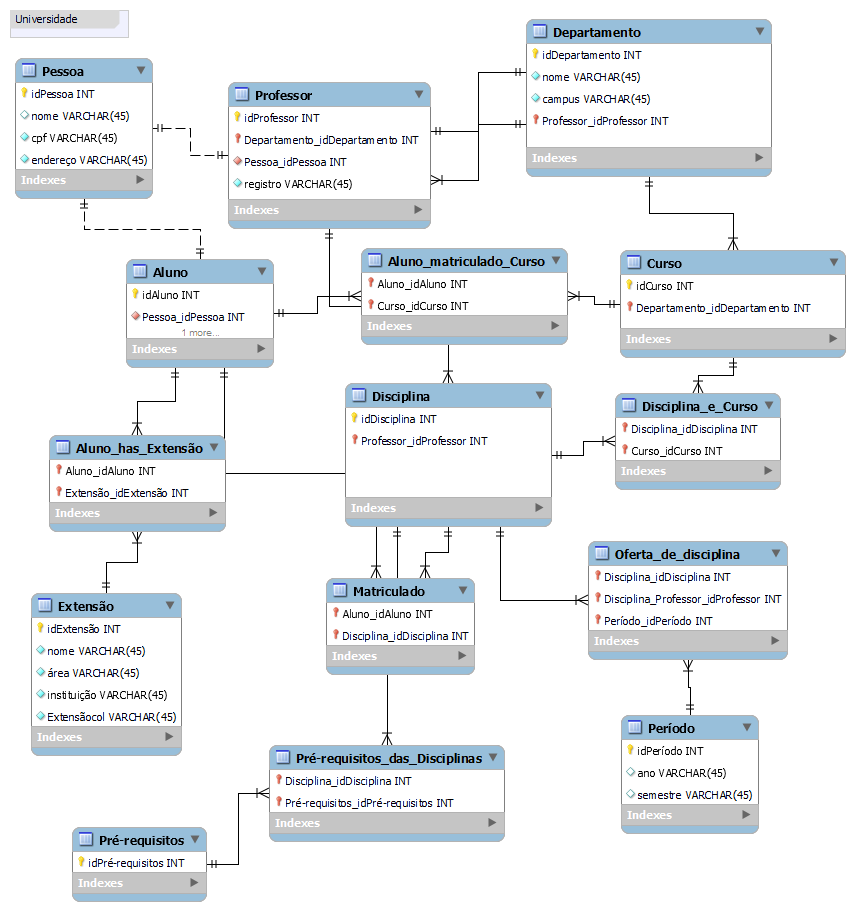 Universidade
Pessoa
idPessoa INT
nome VARCHAR(45)
cpf VARCHAR(45)
endereço VARCHAR(45)
Indexes
Professor
idProfessor INT
Departamento_idDepartamento INT
Pessoa_idPessoa INT
registro VARCHAR(45)
Indexes
Departamento
idDepartamento INT
nome VARCHAR(45)
campus VARCHAR(45)
Professor_idProfessor INT
Indexes
Aluno
idAluno INT
Pessoa_idPessoa INT
1 more...
Indexes
Aluno_matriculado_Curso
Aluno_idAluno INT
Curso_idCurso INT
Indexes
Curso
idCurso INT
Departamento_idDepartamento INT
Indexes
Disciplina
idDisciplina INT
Professor_idProfessor INT
Indexes
Disciplina_e_Curso
Disciplina_idDisciplina INT
Curso_idCurso INT
Indexes
Aluno_has_Extensão
Aluno_idAluno INT
Extensão_idExtensão INT
Indexes
Extensão
idExtensão INT
nome VARCHAR(45)
área VARCHAR(45)
instituição VARCHAR(45)
Extensãocol VARCHAR(45)
Indexes
Matriculado
Aluno_idAluno INT
Disciplina_idDisciplina INT
Indexes
Oferta_de_disciplina
Disciplina_idDisciplina INT
Disciplina_Professor_idProfessor INT
Período_idPeríodo INT
Indexes
Período
idPeríodo INT
ano VARCHAR(45)
semestre VARCHAR(45)
Indexes
Pré-requisitos_das_Disciplinas
Disciplina_idDisciplina INT
Pré-requisitos_idPré-requisitos INT
Indexes
Pré-requisitos
idPré-requisitos INT
Indexes